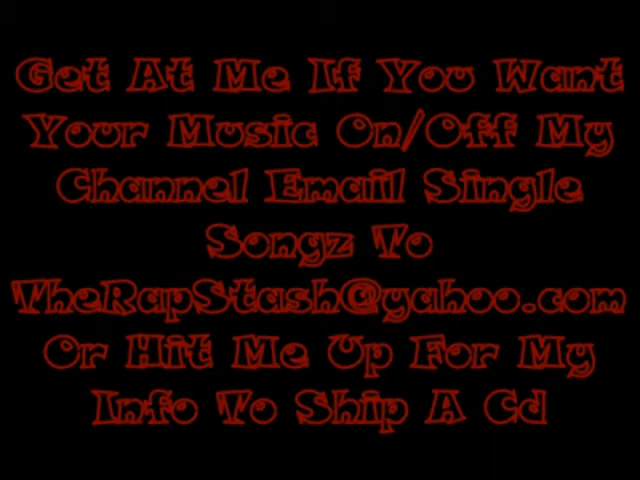 Get At Me If You Want
Your Music On/Off My
Channel Email Single
Songz To
TheRapStash@yahoo.com
Or Hit Me Up For My
Info To Ship A Cd